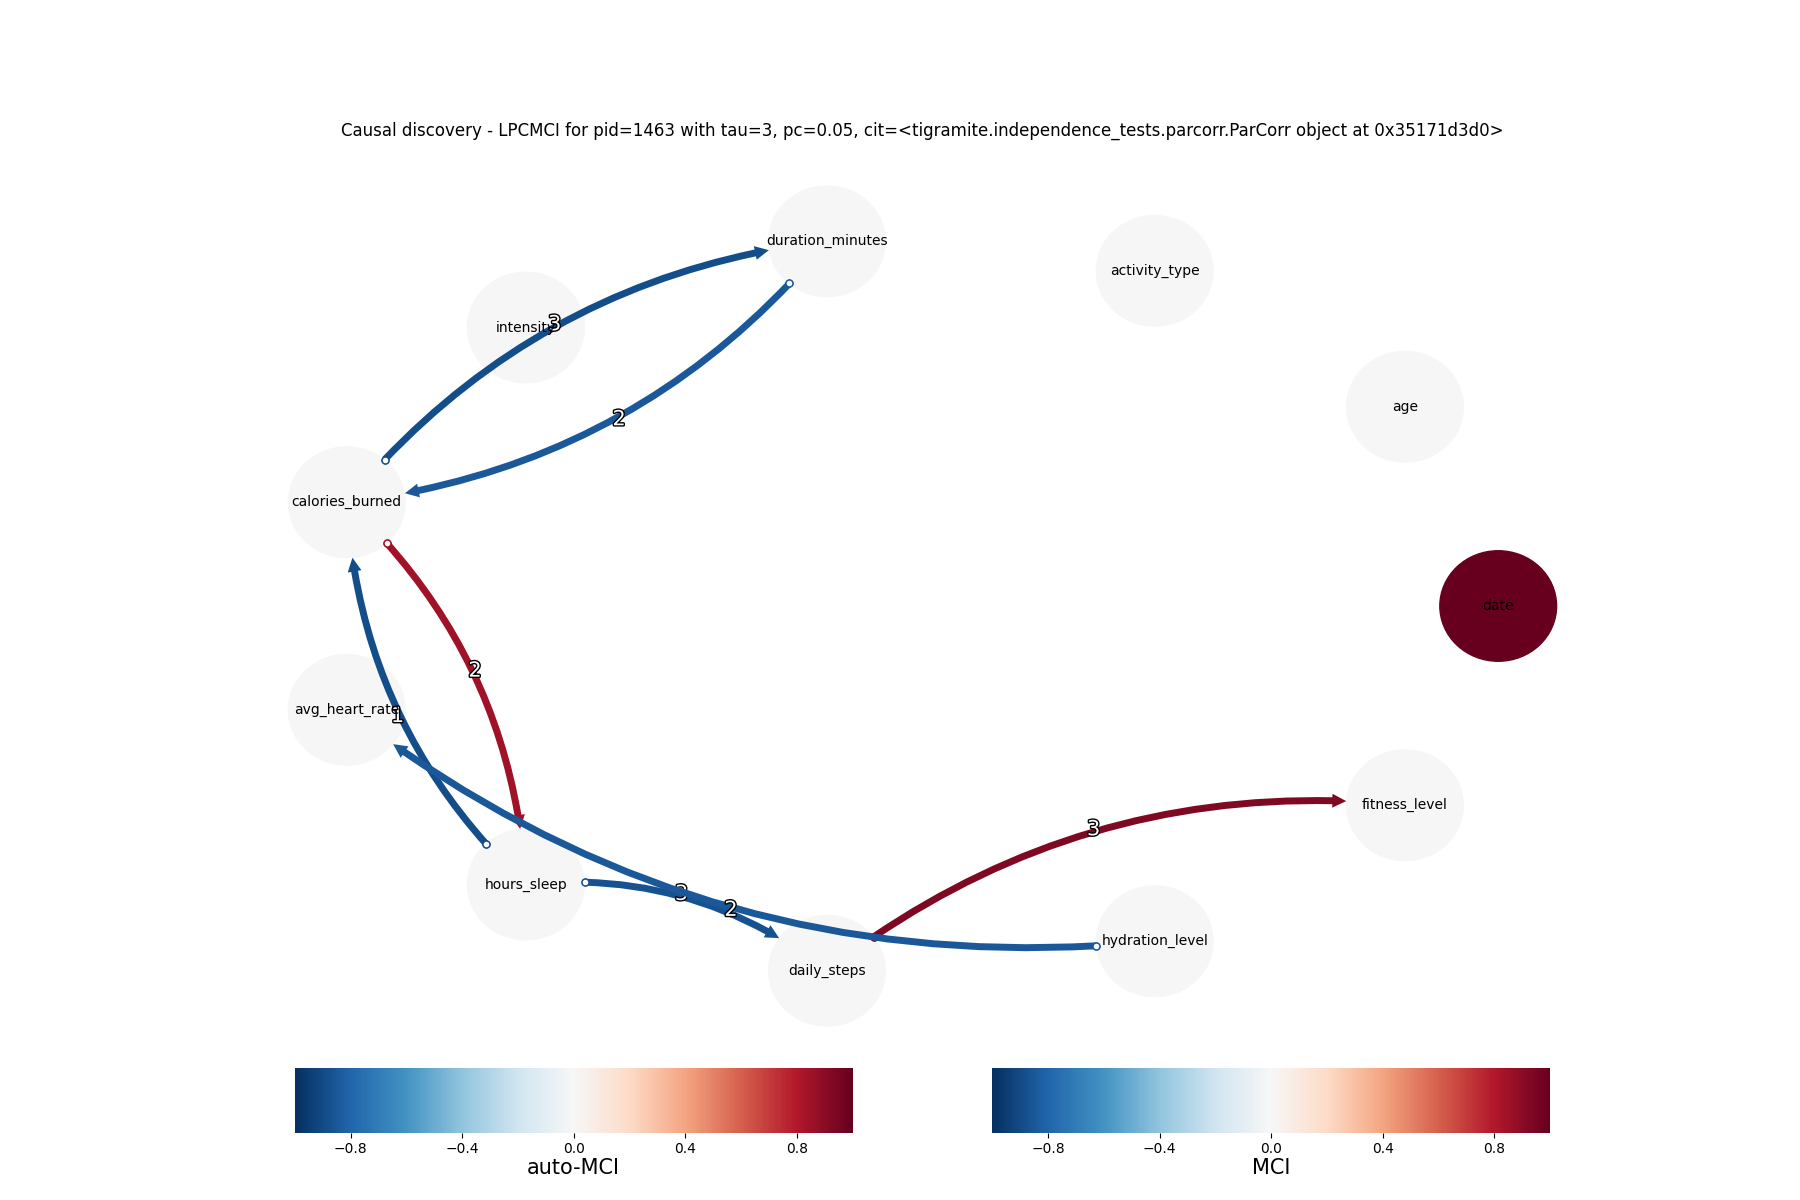 Causal discovery - LPCMCI for pid=1463 with tau=3, pc=0.05, cit=<tigramite.independence_tests.parcorr.ParCorr object at 0x35171d3d0>
duration_minutes
activity_type
intensity
3
age
2
calories_burned
date
2
avg_heart_rate
1
fitness_level
3
hours_sleep
3
2
hydration_level
daily_steps
−0.8 −0.4 0.0 0.4 0.8
auto-MCI
−0.8 −0.4 0.0 0.4 0.8
MCI